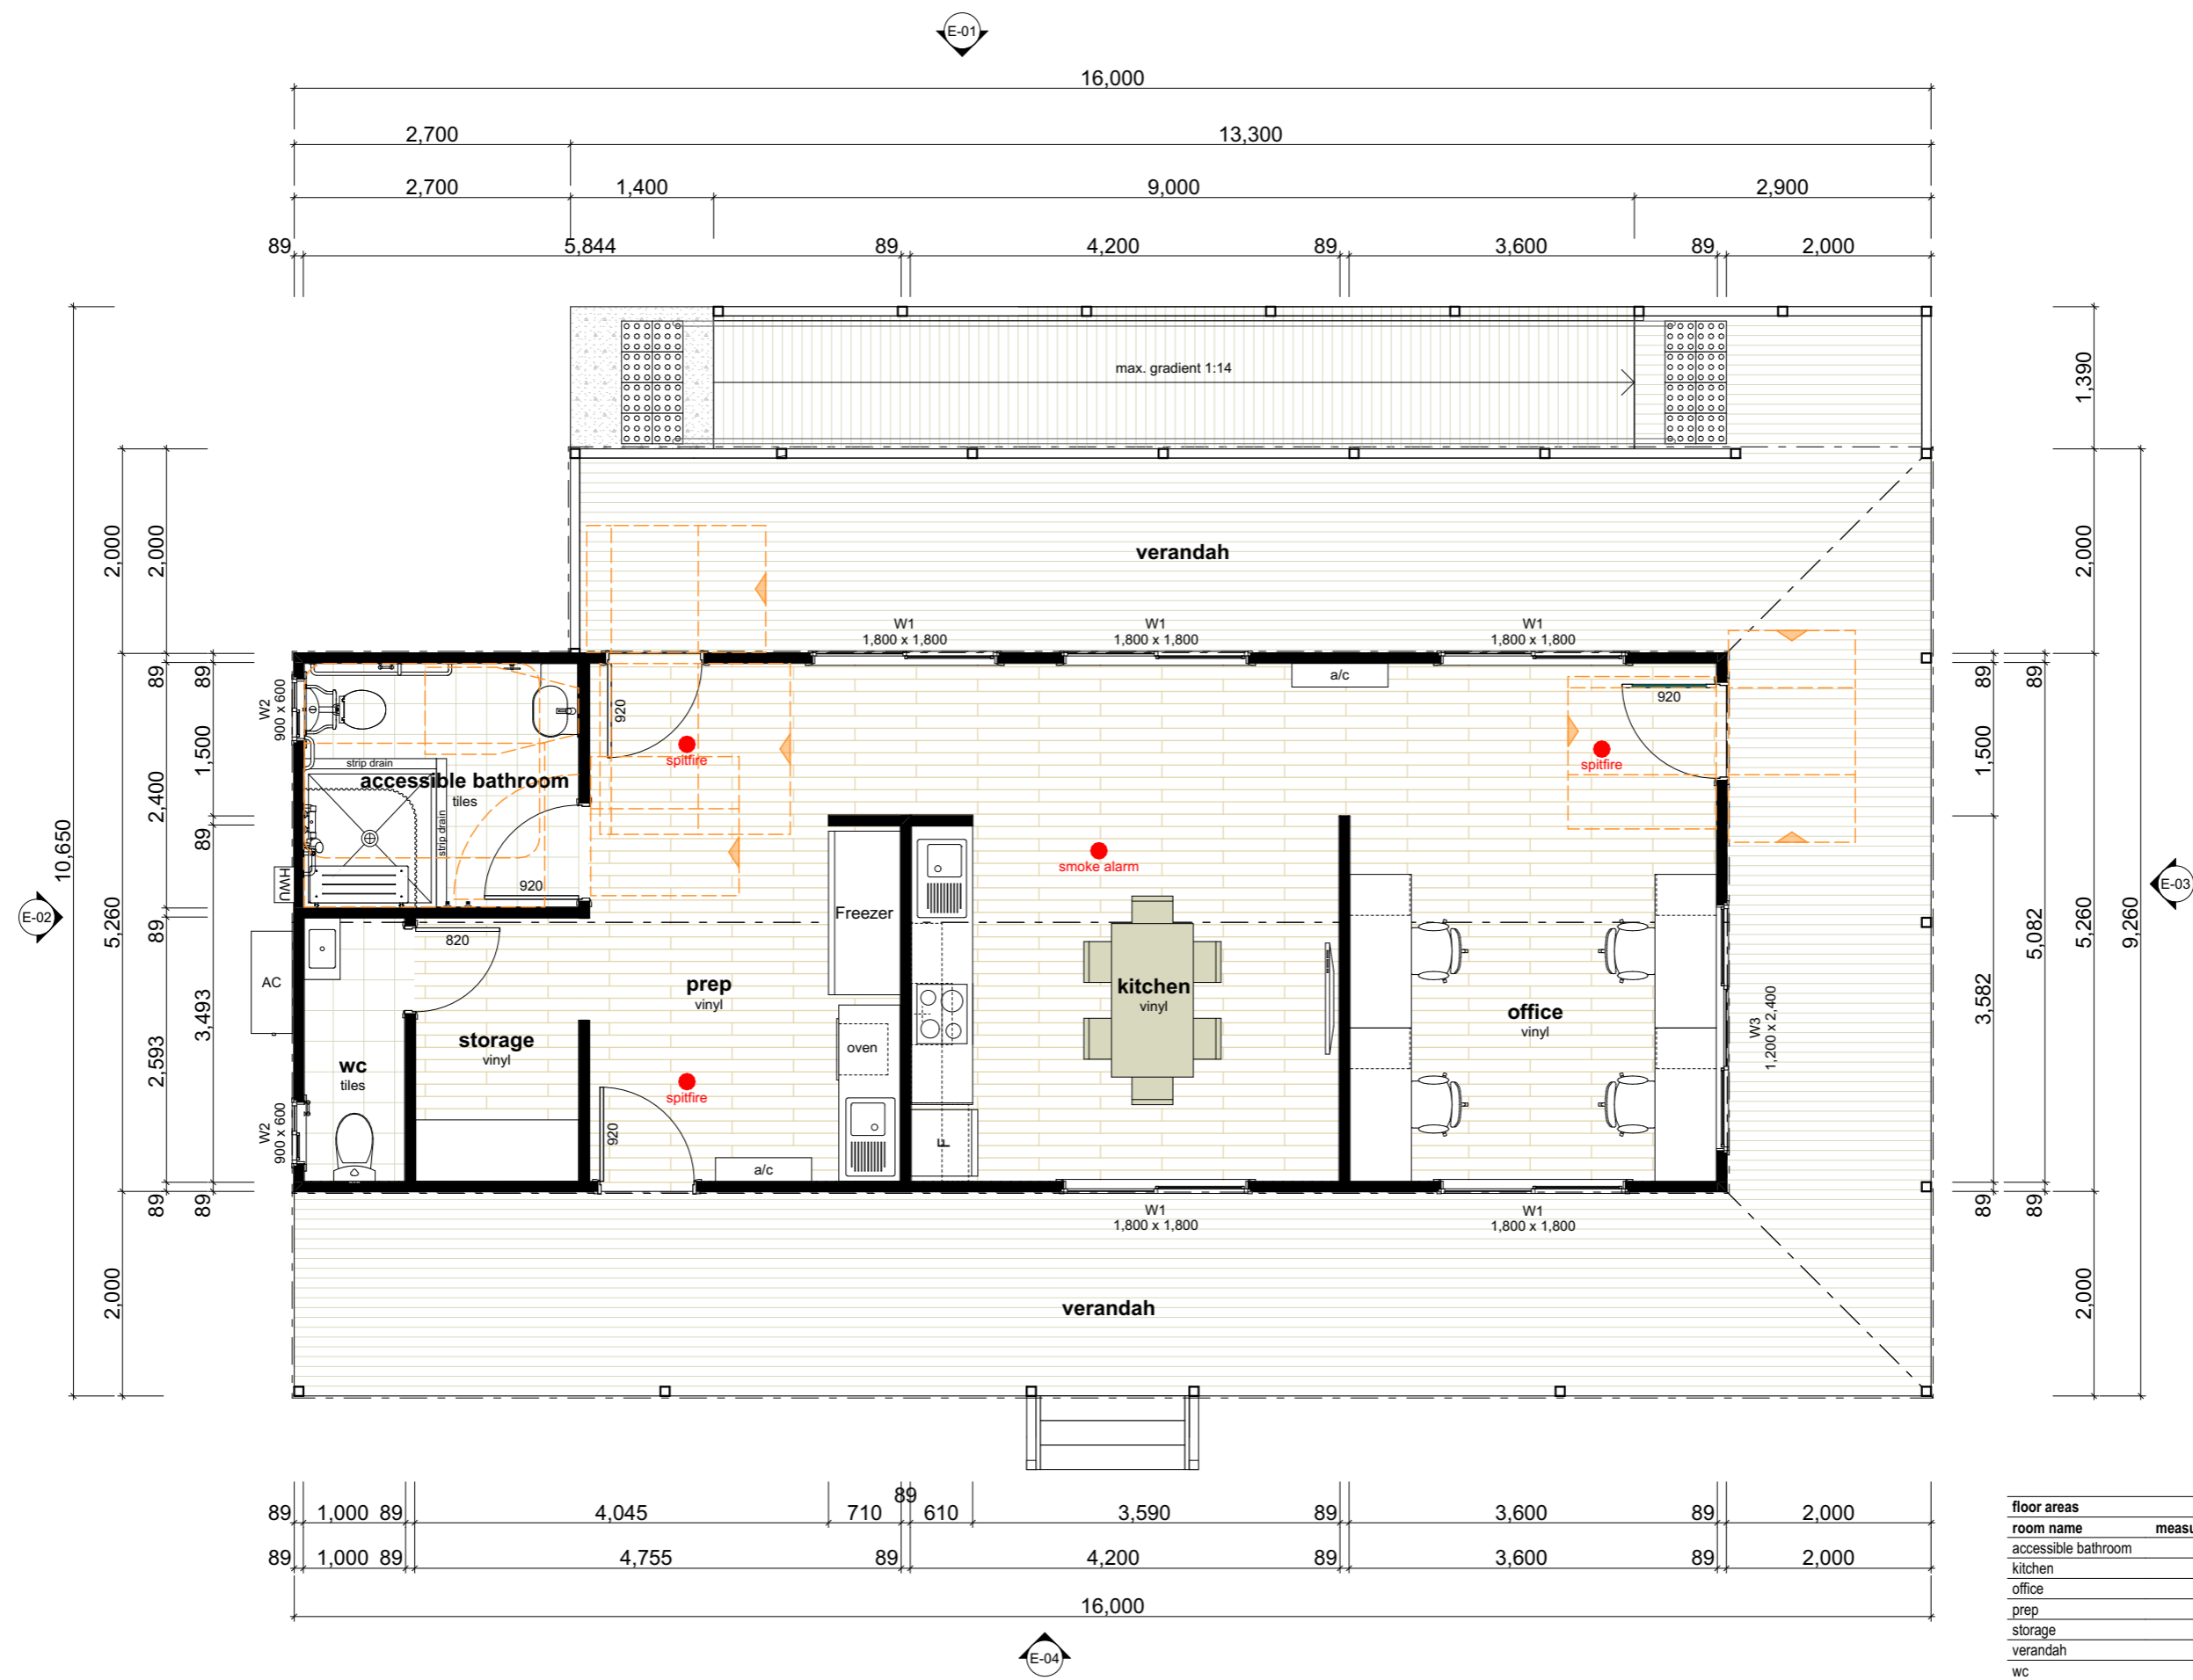 E-01
16,000
2,700 13,300
2,700 1,400 9,000 2,900
89 5,844 89 4,200 89 3,600 89 2,000
max. gradient 1:14
1,390
2,000 2,000
verandah
2,000
W1
1,800 x 1,800
W1
1,800 x 1,800
W1
1,800 x 1,800
89 89
W2
900 x 600
a/c
920
920
89 89
spitfire
spitfire
strip drain
accessible bathroom
tiles
strip drain
1,500
2,400
1,500
10,650
89
smoke alarm
HWU
920
Freezer
E-02
5,260
89
820
E-03
5,082
5,260
9,260
AC
prep
vinyl
kitchen
vinyl
office
vinyl
3,582
W3
1,200 x 2,400
3,493
2,593
storage
vinyl
oven
wc
tiles
spitfire
W2
900 x 600
920
F
a/c
89 89
89 89
W1
1,800 x 1,800
W1
1,800 x 1,800
2,000
verandah
2,000
89 1,000 89 4,045 710 89 610 3,590 89 3,600 89 2,000
89 1,000 89 4,755 89 4,200 89 3,600 89 2,000
16,000
E-04
floor areas
room name measu
accessible bathroom
kitchen
office
prep
storage
verandah
wc